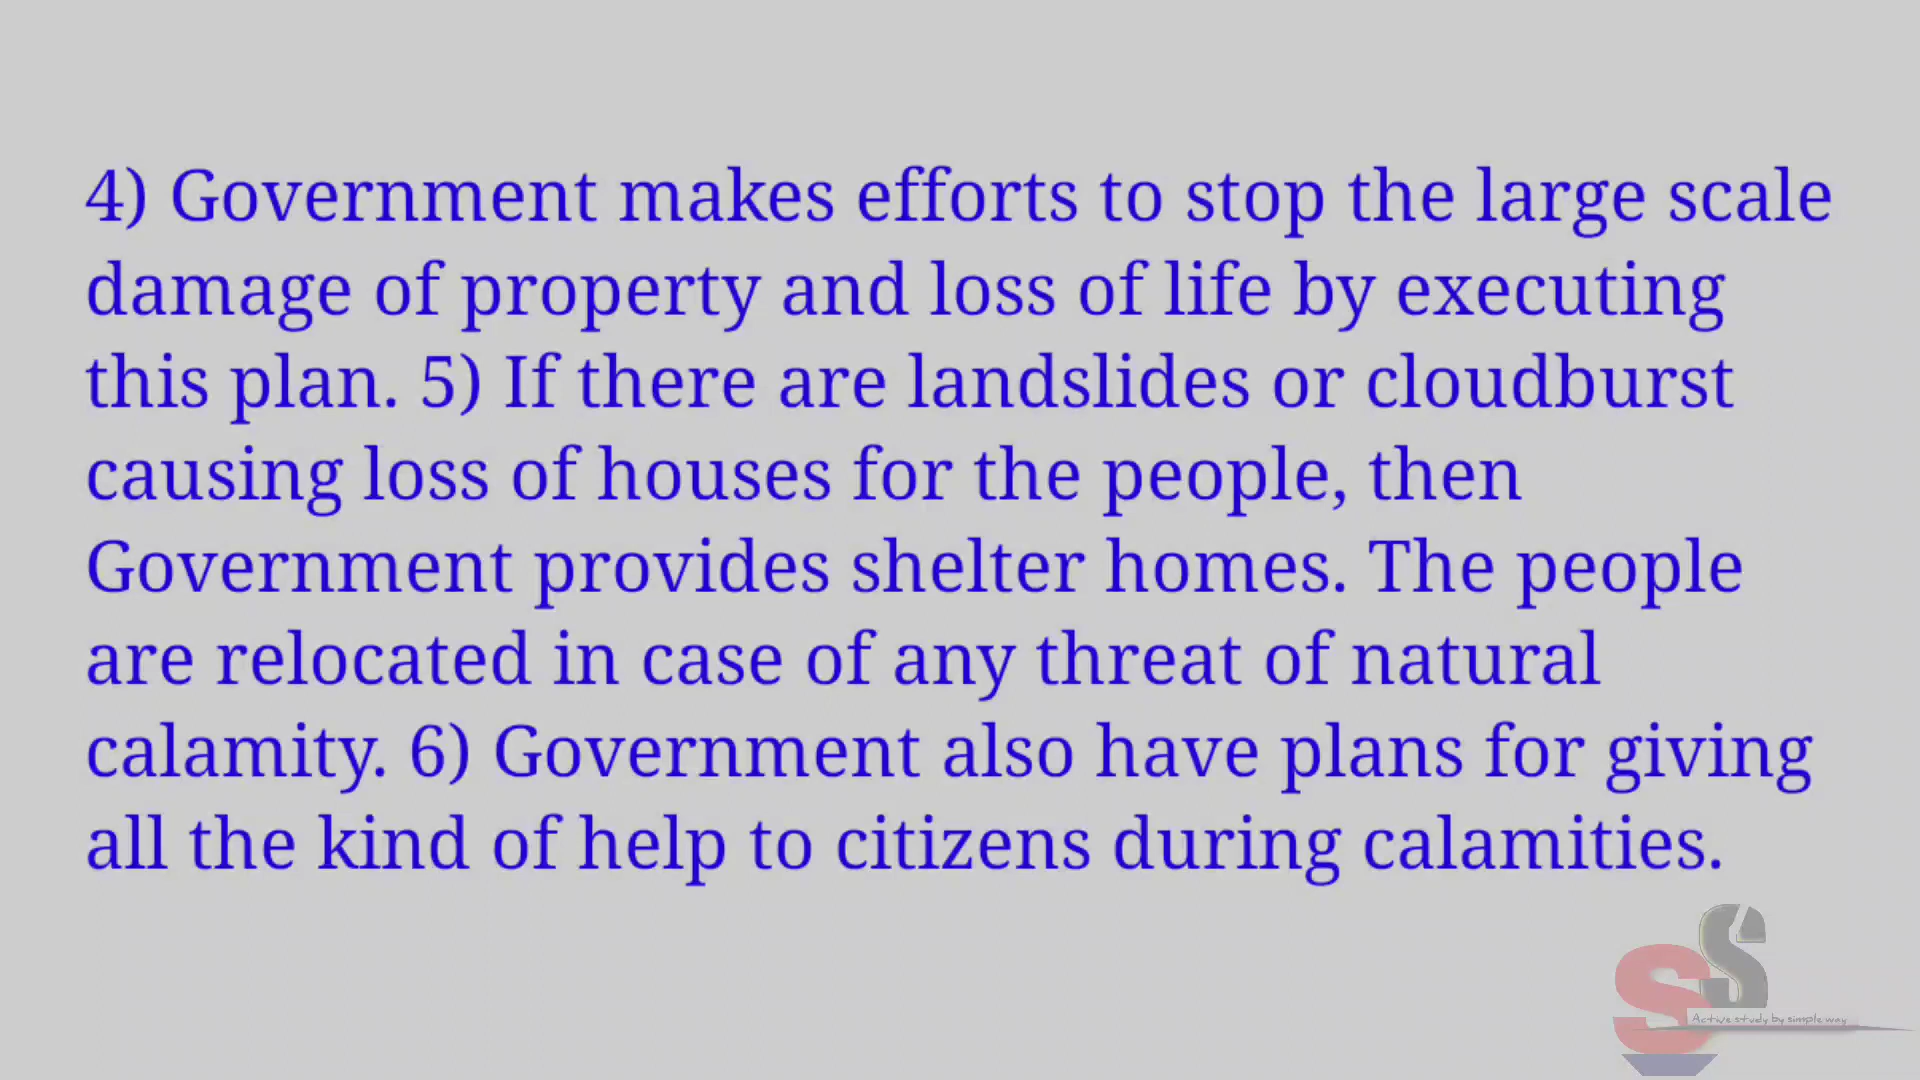 4) Government makes efforts to stop the large scale
damage of property and loss of life by executing
this plan. 5) If there are landslides or cloudburst
causing loss of houses for the people, then
Government provides shelter homes. The people
are relocated in case of any threat of natural
calamity. 6) Government also have plans for giving
all the kind of help to citizens during calamities.
SS
Active study by simple way